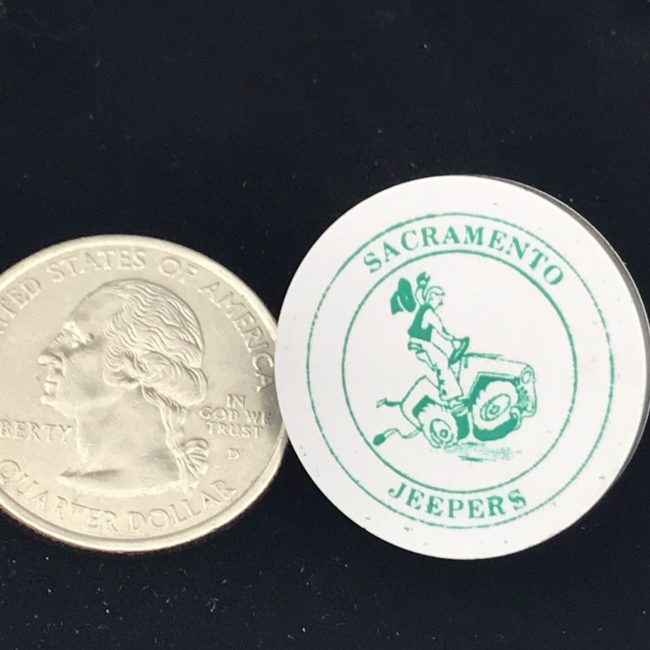 UNITED STATES OF AMERICA
LIBERTY
IN
GOD WE
TRUST
D
QUARTER DOLLAR
SACRAMENTO
JEEPERS